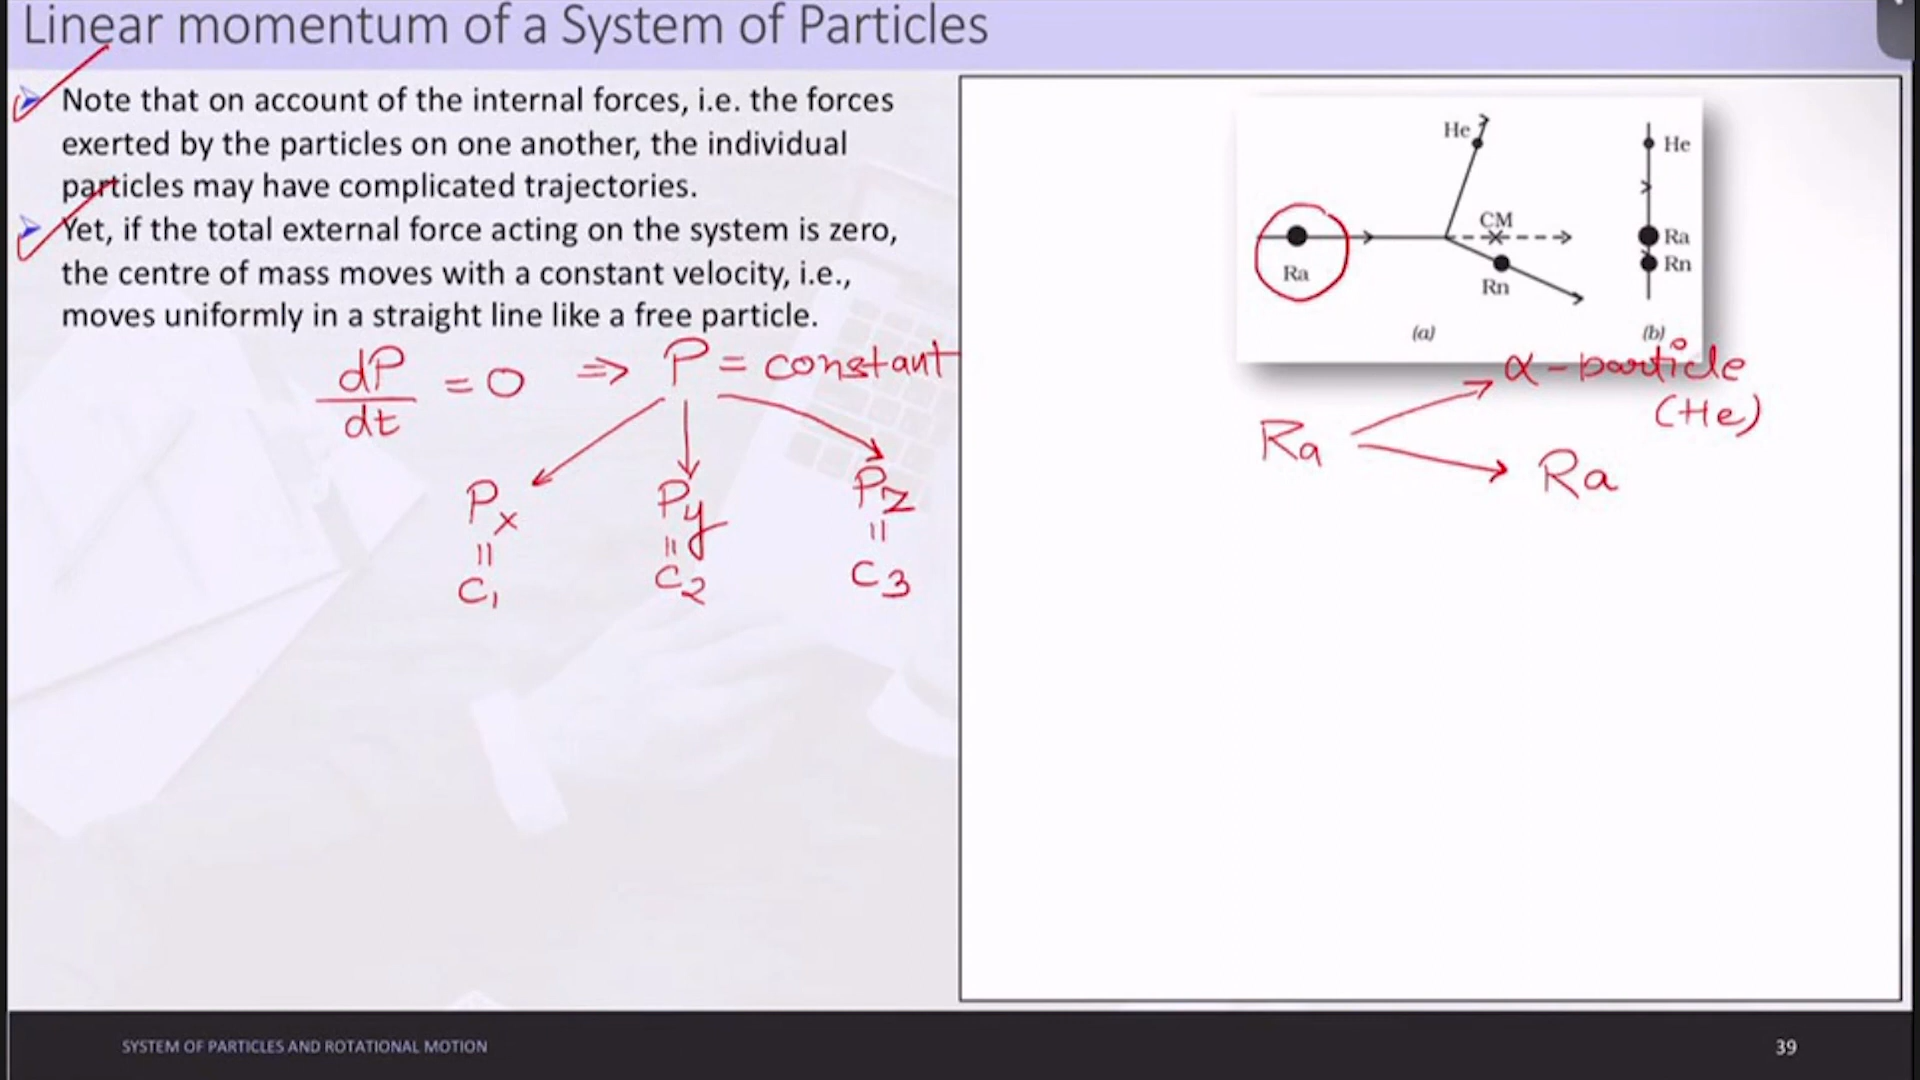 Linear momentum of a System of Particles
Note that on account of the internal forces, i.e. the forces
exerted by the particles on one another, the individual
particles may have complicated trajectories.
Yet, if the total external force acting on the system is zero,
the centre of mass moves with a constant velocity, i.e.,
moves uniformly in a straight line like a free particle.
dP/dt = 0 ⇒ P = constant
Px Py Pz
= = =
C1 C2 C3
He He
CM
Ra Ra
Rn Rn
(a) (b)
α-particle
(He)
Ra
Ra
SYSTEM OF PARTICLES AND ROTATIONAL MOTION
39